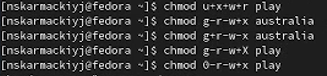 [nskarmackiyj@fedora ~]$ chmod u+x+w+r play
[nskarmackiyj@fedora ~]$ chmod g-r-w+x australia
[nskarmackiyj@fedora ~]$ chmod g-r-w-x australia
[nskarmackiyj@fedora ~]$ chmod g-r-w+X play
[nskarmackiyj@fedora ~]$ chmod 0-r-w+x play